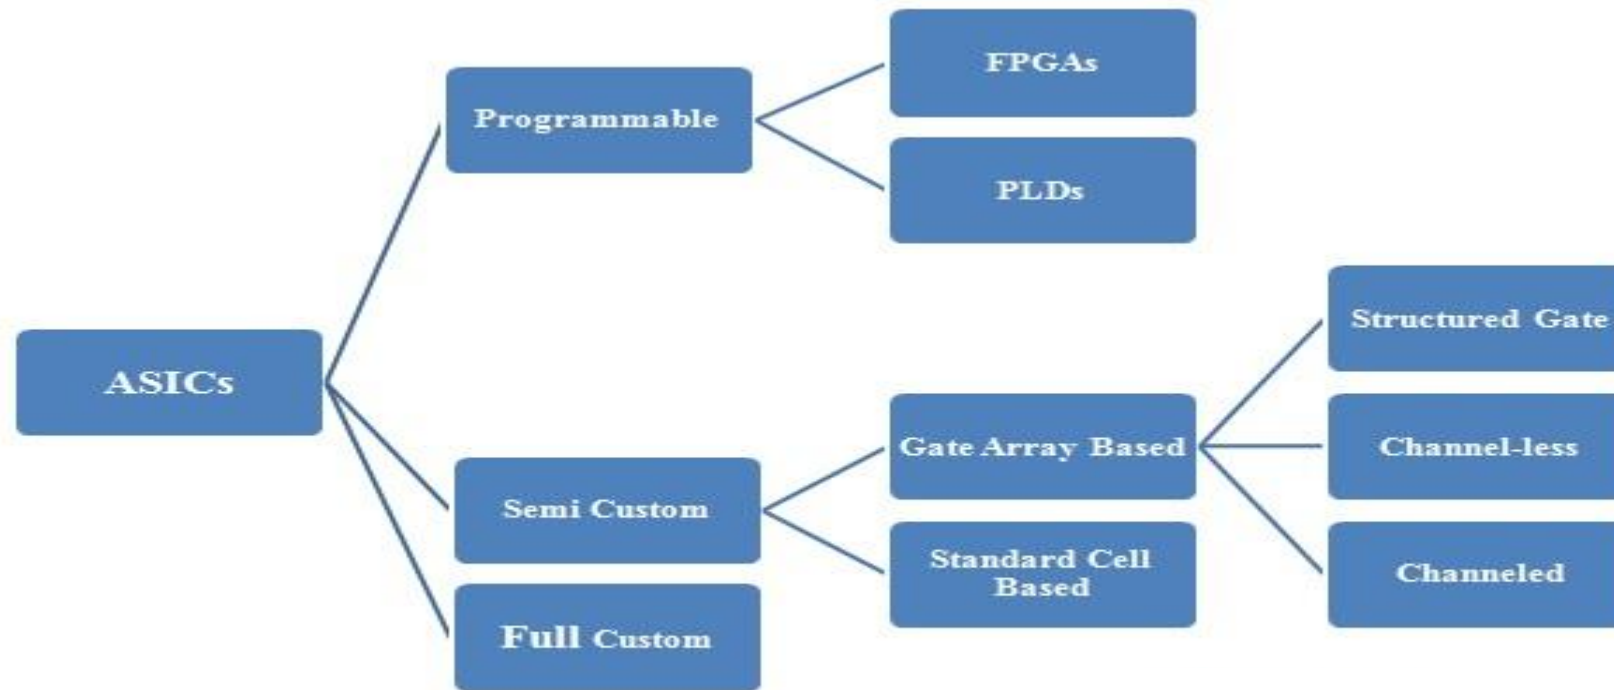 FPGAs
Programmable
PLDs
Structured Gate
ASICs
Gate Array Based
Channel-less
Semi Custom
Standard Cell
Based
Channeled
Full Custom